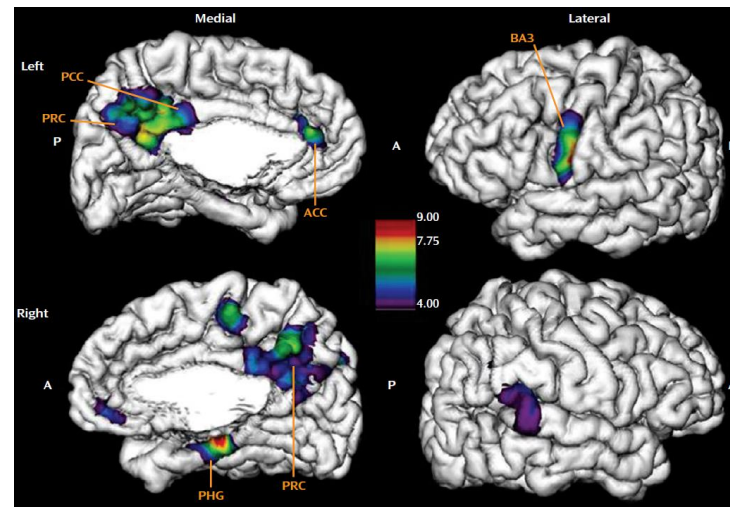 Medial
Lateral
Left
BA3
PCC
PRC
P
A
ACC
9.00
7.75
4.00
Right
A
P
A
PHG
PRC